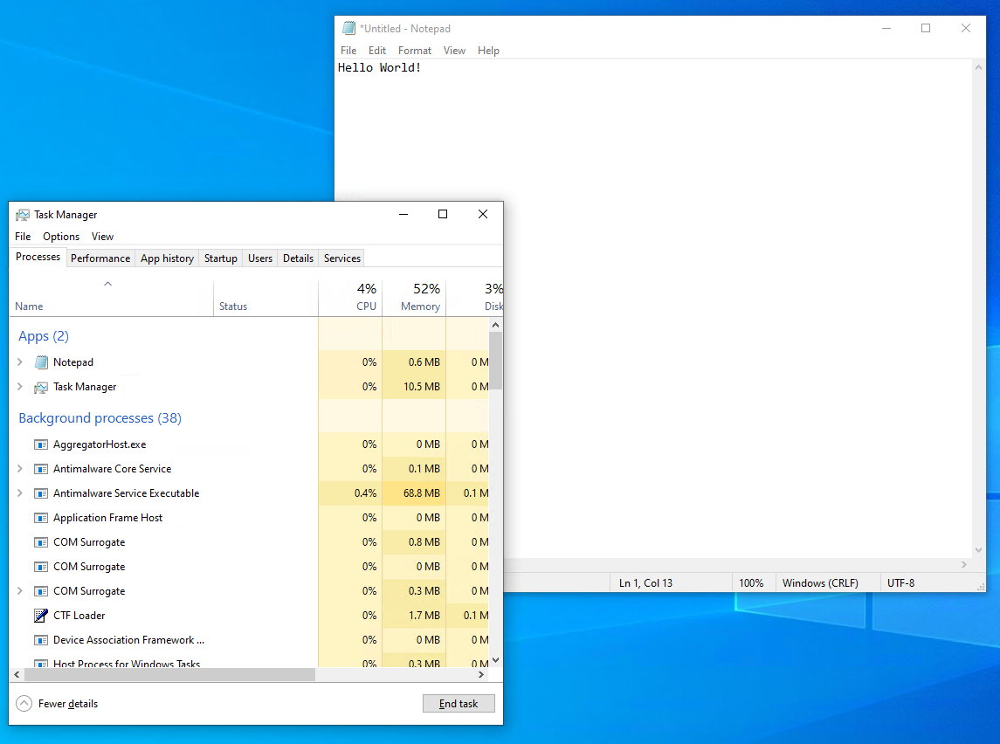 *Untitled - Notepad
File Edit Format View Help
Hello World!
Ln 1, Col 13 100% Windows (CRLF) UTF-8
Task Manager
File Options View
Processes Performance App history Startup Users Details Services
4% 52% 3%
Name Status CPU Memory Disk
Apps (2)
Notepad 0% 0.6 MB 0 M
Task Manager 0% 10.5 MB 0 M
Background processes (38)
AggregatorHost.exe 0% 0 MB 0 M
Antimalware Core Service 0% 0.1 MB 0 M
Antimalware Service Executable 0.4% 68.8 MB 0.1 M
Application Frame Host 0% 0 MB 0 M
COM Surrogate 0% 0.8 MB 0 M
COM Surrogate 0% 0 MB 0 M
COM Surrogate 0% 0.3 MB 0 M
CTF Loader 0% 1.7 MB 0.1 M
Device Association Framework ... 0% 0 MB 0 M
Host Process for Windows Tasks 0% 0.3 MB 0 M
Fewer details End task